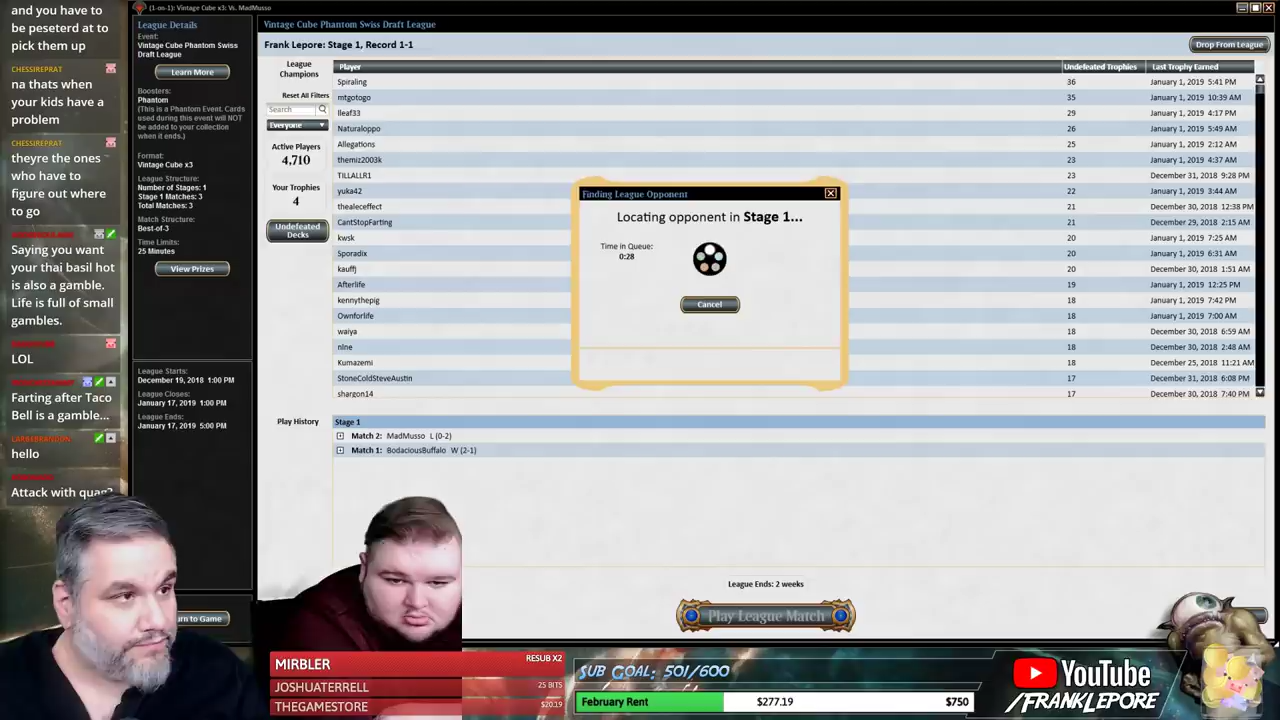 and you have to
be peseterd at to
pick them up
CHESSIREPRAT
na thats when
your kids have a
problem
CHESSIREPRAT
theyre the ones
who have to
figure out where
to go
Saying you want
your thai basil hot
is also a gamble.
Life is full of small
gambles.
LOL
Farting after Taco
Bell is a gamble...
LARBEBRANDON
hello
Attack with quag?
(1-on-1): Vintage Cube x3: Vs. MadMusso
League Details
Event:
Vintage Cube Phantom Swiss
Draft League
Learn More
Boosters:
Phantom
(This is a Phantom Event. Cards
used during this event will NOT
be added to your collection
when it ends.)
Format:
Vintage Cube x3
League Structure:
Number of Stages: 1
Stage 1 Matches: 3
Total Matches: 3
Match Structure:
Best-of-3
Time Limits:
25 Minutes
View Prizes
League Starts:
December 19, 2018 1:00 PM
League Closes:
January 17, 2019 1:00 PM
League Ends:
January 17, 2019 5:00 PM
urn to Game
Vintage Cube Phantom Swiss Draft League
Frank Lepore: Stage 1, Record 1-1
Drop From League
League
Champions
Reset All Filters
Search
Everyone
Active Players
4,710
Your Trophies
4
Undefeated
Decks
Player Undefeated Trophies Last Trophy Earned
Spiraling 36 January 1, 2019 5:41 PM
mtgotogo 35 January 1, 2019 10:39 AM
lleaf33 29 January 1, 2019 4:17 PM
Naturaloppo 26 January 1, 2019 5:49 AM
Allegations 25 January 1, 2019 2:12 AM
themiz2003k 23 January 1, 2019 4:37 AM
TILLALLR1 23 December 31, 2018 9:28 PM
yuka42 22 January 1, 2019 3:44 AM
thealeceffect 21 December 30, 2018 12:38 PM
CantStopFarting 21 December 29, 2018 2:15 AM
kwsk 20 January 1, 2019 7:25 AM
Sporadix 20 January 1, 2019 6:31 AM
kauffj 20 December 30, 2018 1:51 AM
Afterlife 19 January 1, 2019 12:25 PM
kennythepig 18 January 1, 2019 7:42 PM
Ownforlife 18 January 1, 2019 7:00 AM
waiya 18 December 30, 2018 6:59 AM
nlne 18 December 30, 2018 2:48 AM
Kumazemi 18 December 25, 2018 11:21 AM
StoneColdSteveAustin 17 December 31, 2018 6:08 PM
shargon14 17 December 30, 2018 7:40 PM
Finding League Opponent
Locating opponent in Stage 1...
Time in Queue:
0:28
Cancel
Play History
Stage 1
Match 2: MadMusso L (0-2)
Match 1: BodaciousBuffalo W (2-1)
League Ends: 2 weeks
Play League Match
MIRBLER RESUB X2
JOSHUATERRELL 25 BITS
THEGAMESTORE $20.19
SUB GOAL: 501/600
February Rent $277.19 $750
YouTube
/FRANKLEPORE